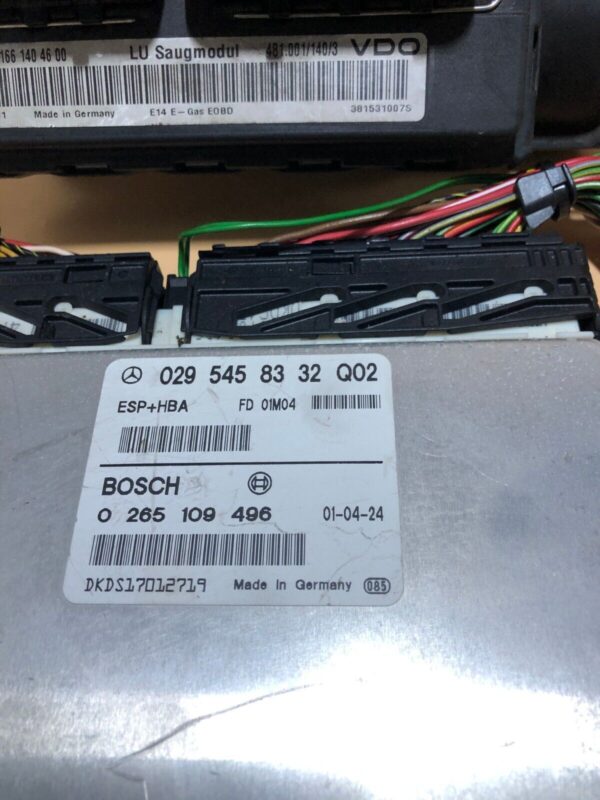 166 140 46 00 LU Saugmodul 481.001/140/3 VDO
Made in Germany E14 E-Gas EOBD 381531007S
029 545 83 32 Q02
ESP+HBA FD 01M04
BOSCH
0 265 109 496 01-04-24
DKDS17012719 Made In Germany 085